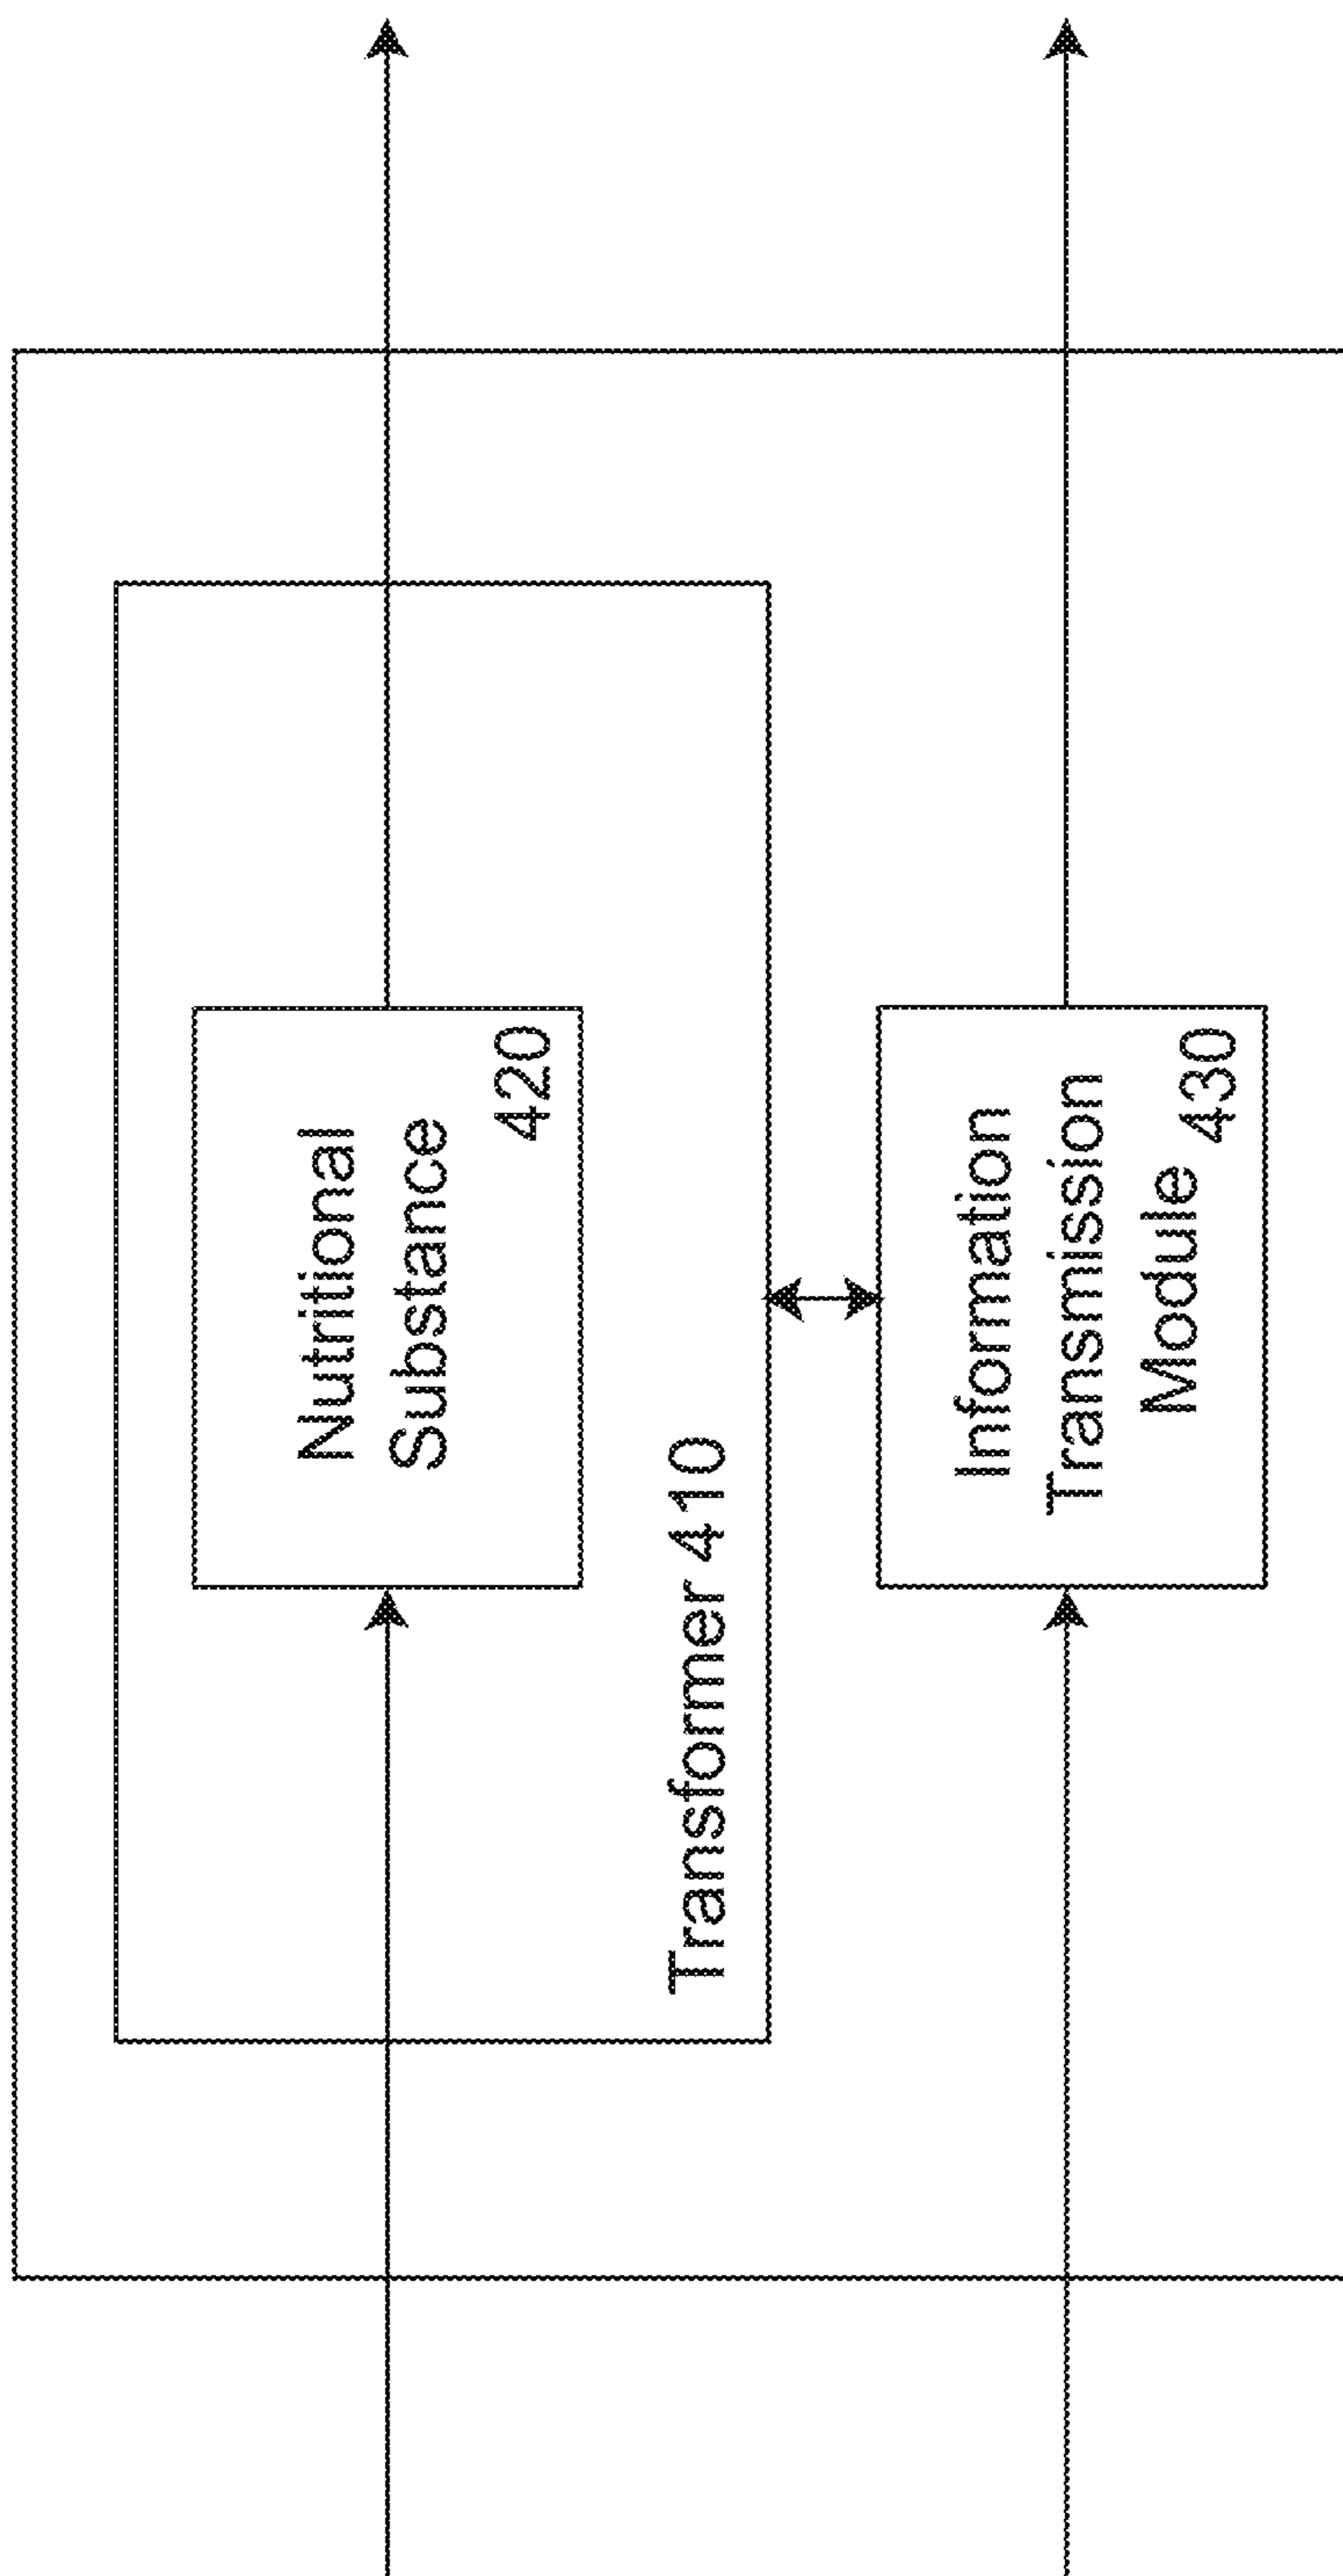 Nutritional
Substance
420
Transformer 410
Information
Transmission
Module 430